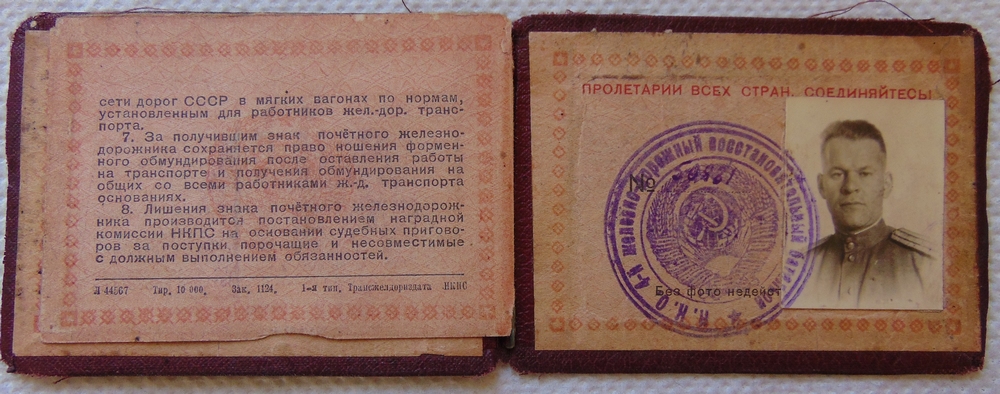 сети дорог СССР в мягких вагонах по нормам,
установленным для работников жел.-дор. транс-
порта.
7. За получившим знак почётного железно-
дорожника сохраняется право ношения формен-
ного обмундирования после оставления работы
на транспорте и получения обмундирования на
общих со всеми работниками ж.-д. транспорта
основаниях.
8. Лишения знака почётного железнодорож-
ника производится постановлением наградной
комиссии НКПС на основании судебных пригово-
ров за поступки, порочащие и несовместимые
с должным выполнением обязанностей.
Л 44567 Тир. 10 000. Зак. 1124. 1-я тип. Трансжелдориздата НКПС
ПРОЛЕТАРИИ ВСЕХ СТРАН, СОЕДИНЯЙТЕСЬ!
№
Н.К.О. 4-й железнодорожный восстановительный
Без фото недейст